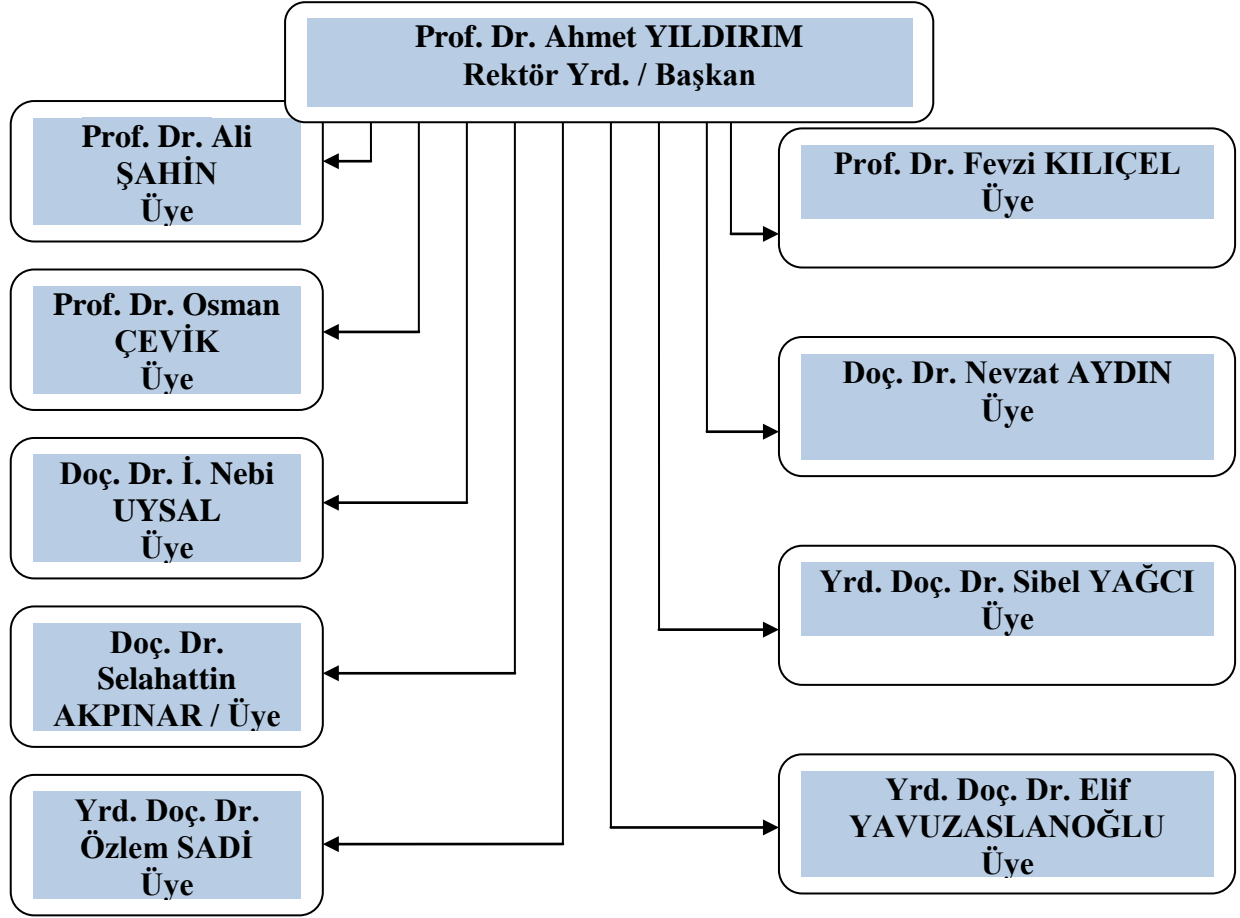 Prof. Dr. Ahmet YILDIRIM
Rektör Yrd. / Başkan
Prof. Dr. Ali
ŞAHİN
Üye
Prof. Dr. Osman
ÇEVİK
Üye
Doç. Dr. İ. Nebi
UYSAL
Üye
Doç. Dr.
Selahattin
AKPINAR / Üye
Yrd. Doç. Dr.
Özlem SADİ
Üye
Prof. Dr. Fevzi KILIÇEL
Üye
Doç. Dr. Nevzat AYDIN
Üye
Yrd. Doç. Dr. Sibel YAĞCI
Üye
Yrd. Doç. Dr. Elif
YAVUZASLANOĞLU
Üye